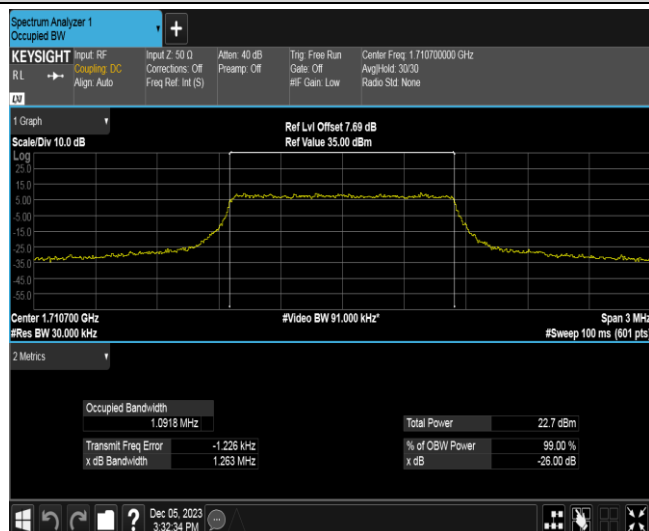 Spectrum Analyzer 1
Occupied BW
KEYSIGHT
RL
LXI
Input: RF
Coupling: DC
Align: Auto
Input Z: 50 Ω
Corrections: Off
Freq Ref: Int (S)
Atten: 40 dB
Preamp: Off
Trig: Free Run
Gate: Off
#IF Gain: Low
Center Freq: 1.710700000 GHz
Avg|Hold: 30/30
Radio Std: None
1 Graph
Scale/Div 10.0 dB
Ref Lvl Offset 7.69 dB
Ref Value 35.00 dBm
Log
25.0
15.0
5.00
-5.00
-15.0
-25.0
-35.0
-45.0
-55.0
Center 1.710700 GHz
#Res BW 30.000 kHz
#Video BW 91.000 kHz*
Span 3 MHz
#Sweep 100 ms (601 pts)
2 Metrics
Occupied Bandwidth
1.0918 MHz
Transmit Freq Error -1.226 kHz
x dB Bandwidth 1.263 MHz
Total Power 22.7 dBm
% of OBW Power 99.00 %
x dB -26.00 dB
?
Dec 05, 2023
3:32:34 PM